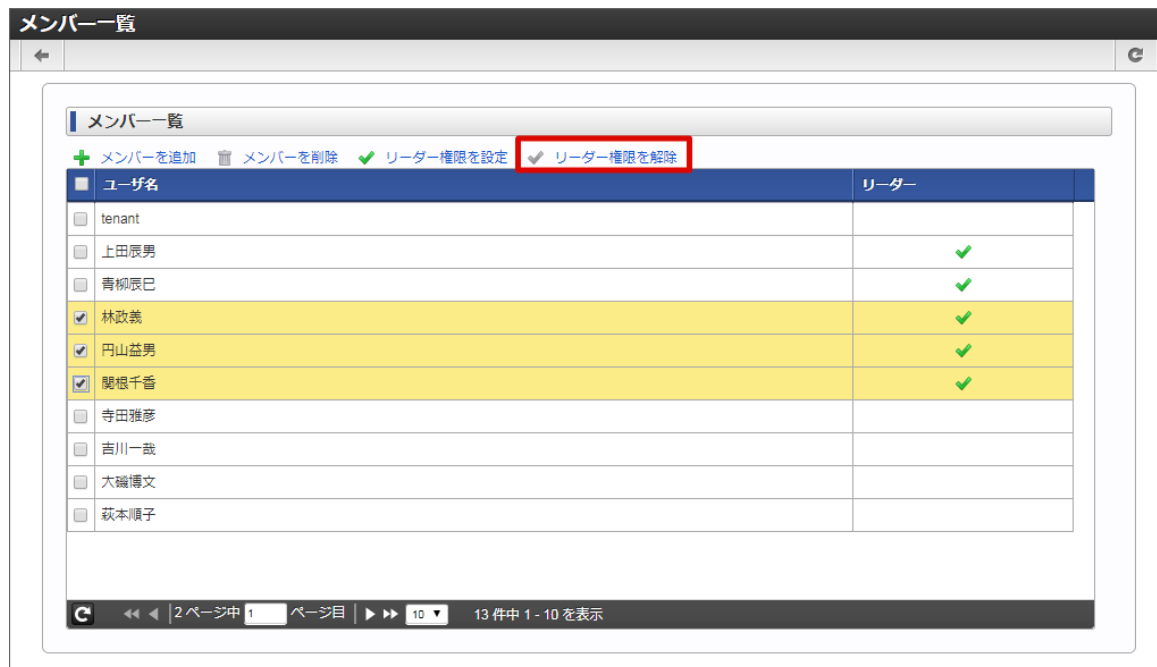 メンバー一覧
メンバー一覧
メンバーを追加 メンバーを削除 リーダー権限を設定 リーダー権限を解除
ユーザ名 リーダー
tenant
上田辰男
青柳辰巳
林政義
円山益男
関根千香
寺田雅彦
吉川一哉
大磯博文
萩本順子
2 ページ中 1 ページ目 10 13 件中 1 - 10 を表示